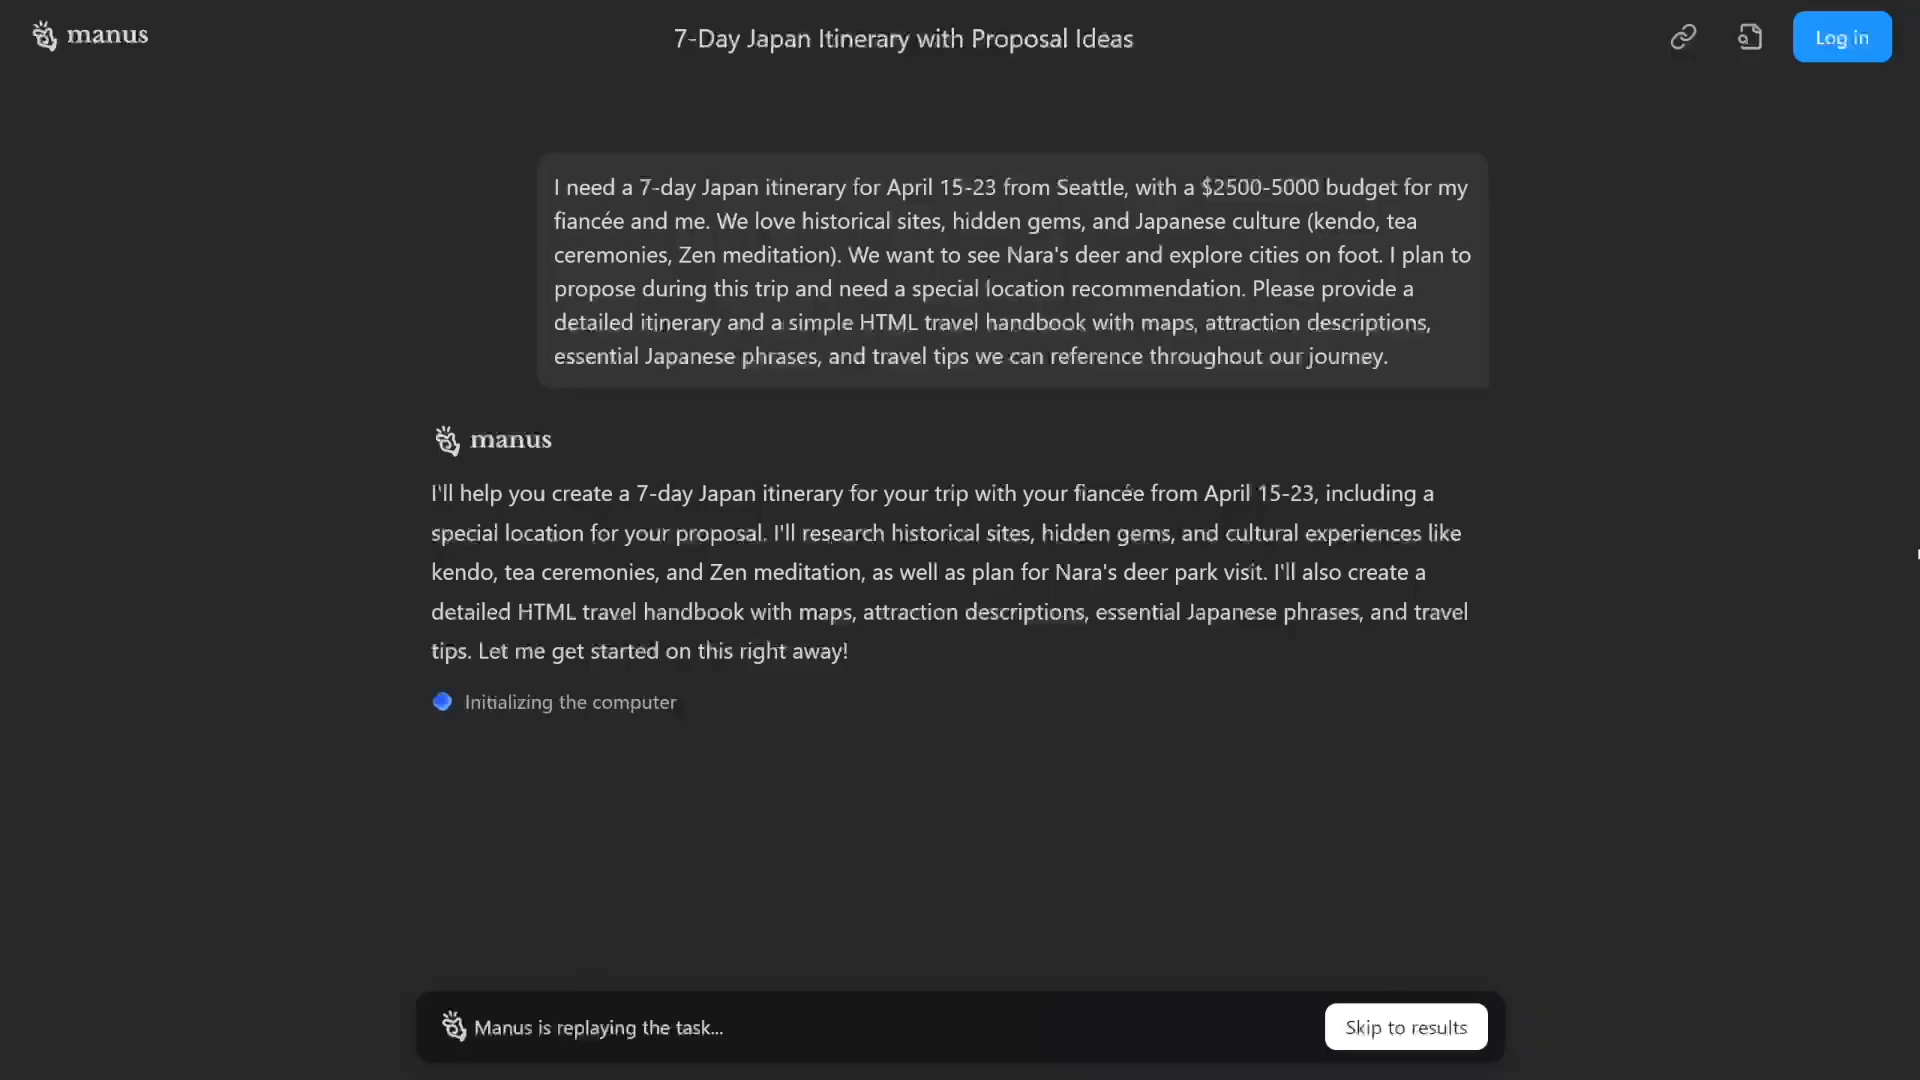 manus
7-Day Japan Itinerary with Proposal Ideas
Log in
I need a 7-day Japan itinerary for April 15-23 from Seattle, with a $2500-5000 budget for my
fiancée and me. We love historical sites, hidden gems, and Japanese culture (kendo, tea
ceremonies, Zen meditation). We want to see Nara's deer and explore cities on foot. I plan to
propose during this trip and need a special location recommendation. Please provide a
detailed itinerary and a simple HTML travel handbook with maps, attraction descriptions,
essential Japanese phrases, and travel tips we can reference throughout our journey.
manus
I'll help you create a 7-day Japan itinerary for your trip with your fiancée from April 15-23, including a
special location for your proposal. I'll research historical sites, hidden gems, and cultural experiences like
kendo, tea ceremonies, and Zen meditation, as well as plan for Nara's deer park visit. I'll also create a
detailed HTML travel handbook with maps, attraction descriptions, essential Japanese phrases, and travel
tips. Let me get started on this right away!
Initializing the computer
Manus is replaying the task...
Skip to results